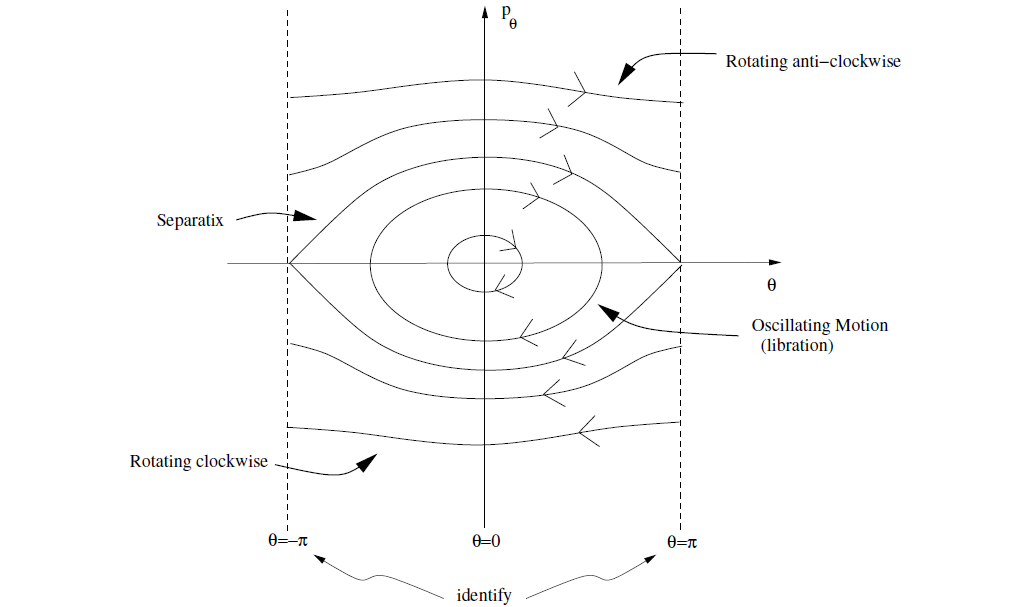 p
θ
Rotating anti−clockwise
Separatix
θ
Oscillating Motion
(libration)
Rotating clockwise
θ=−π
θ=0
θ=π
identify